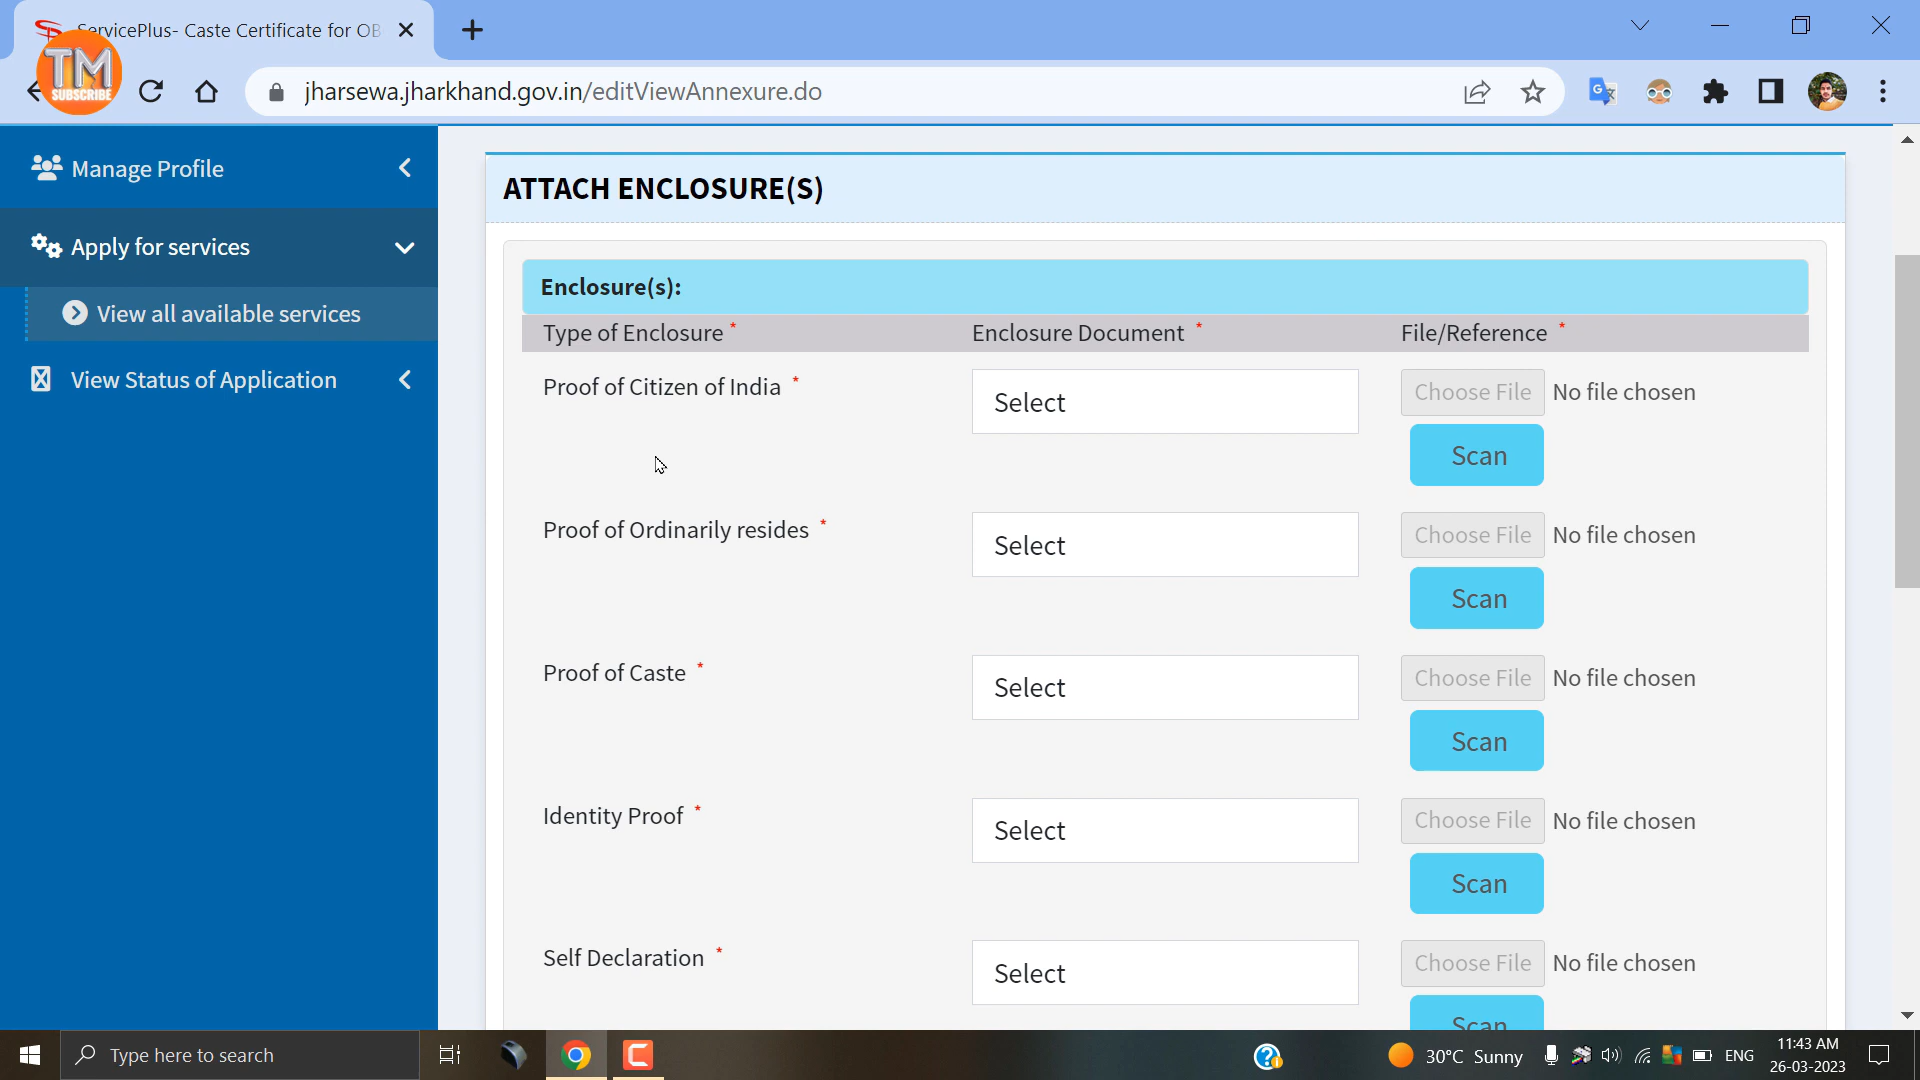 ServicePlus- Caste Certificate for OB
TM
SUBSCRIBE
jharsewa.jharkhand.gov.in/editViewAnnexure.do
Manage Profile
Apply for services
View all available services
View Status of Application
ATTACH ENCLOSURE(S)
Enclosure(s):
Type of Enclosure * Enclosure Document * File/Reference *
Proof of Citizen of India * Select Choose File No file chosen
Scan
Proof of Ordinarily resides * Select Choose File No file chosen
Scan
Proof of Caste * Select Choose File No file chosen
Scan
Identity Proof * Select Choose File No file chosen
Scan
Self Declaration * Select Choose File No file chosen
Scan
Type here to search
30°C Sunny
ENG
11:43 AM
26-03-2023